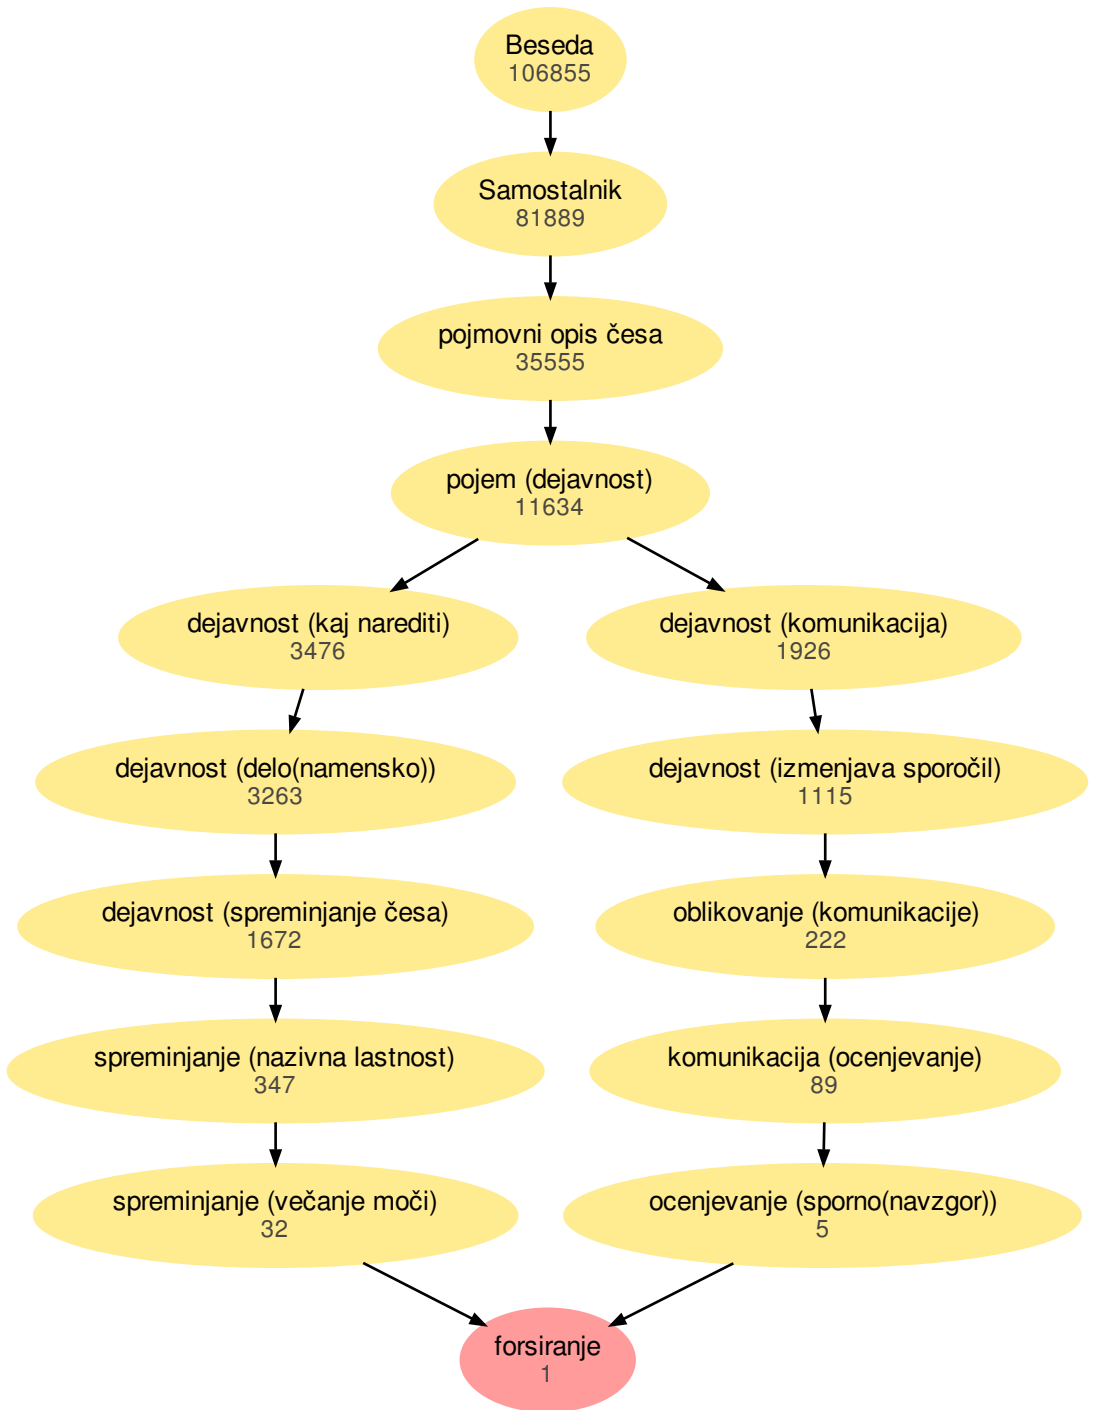 Beseda
106855
Samostalnik
81889
pojmovni opis česa
35555
pojem (dejavnost)
11634
dejavnost (kaj narediti)
3476
dejavnost (komunikacija)
1926
dejavnost (delo(namensko))
3263
dejavnost (izmenjava sporočil)
1115
dejavnost (spreminjanje česa)
1672
oblikovanje (komunikacije)
222
spreminjanje (nazivna lastnost)
347
komunikacija (ocenjevanje)
89
spreminjanje (večanje moči)
32
ocenjevanje (sporno(navzgor))
5
forsiranje
1